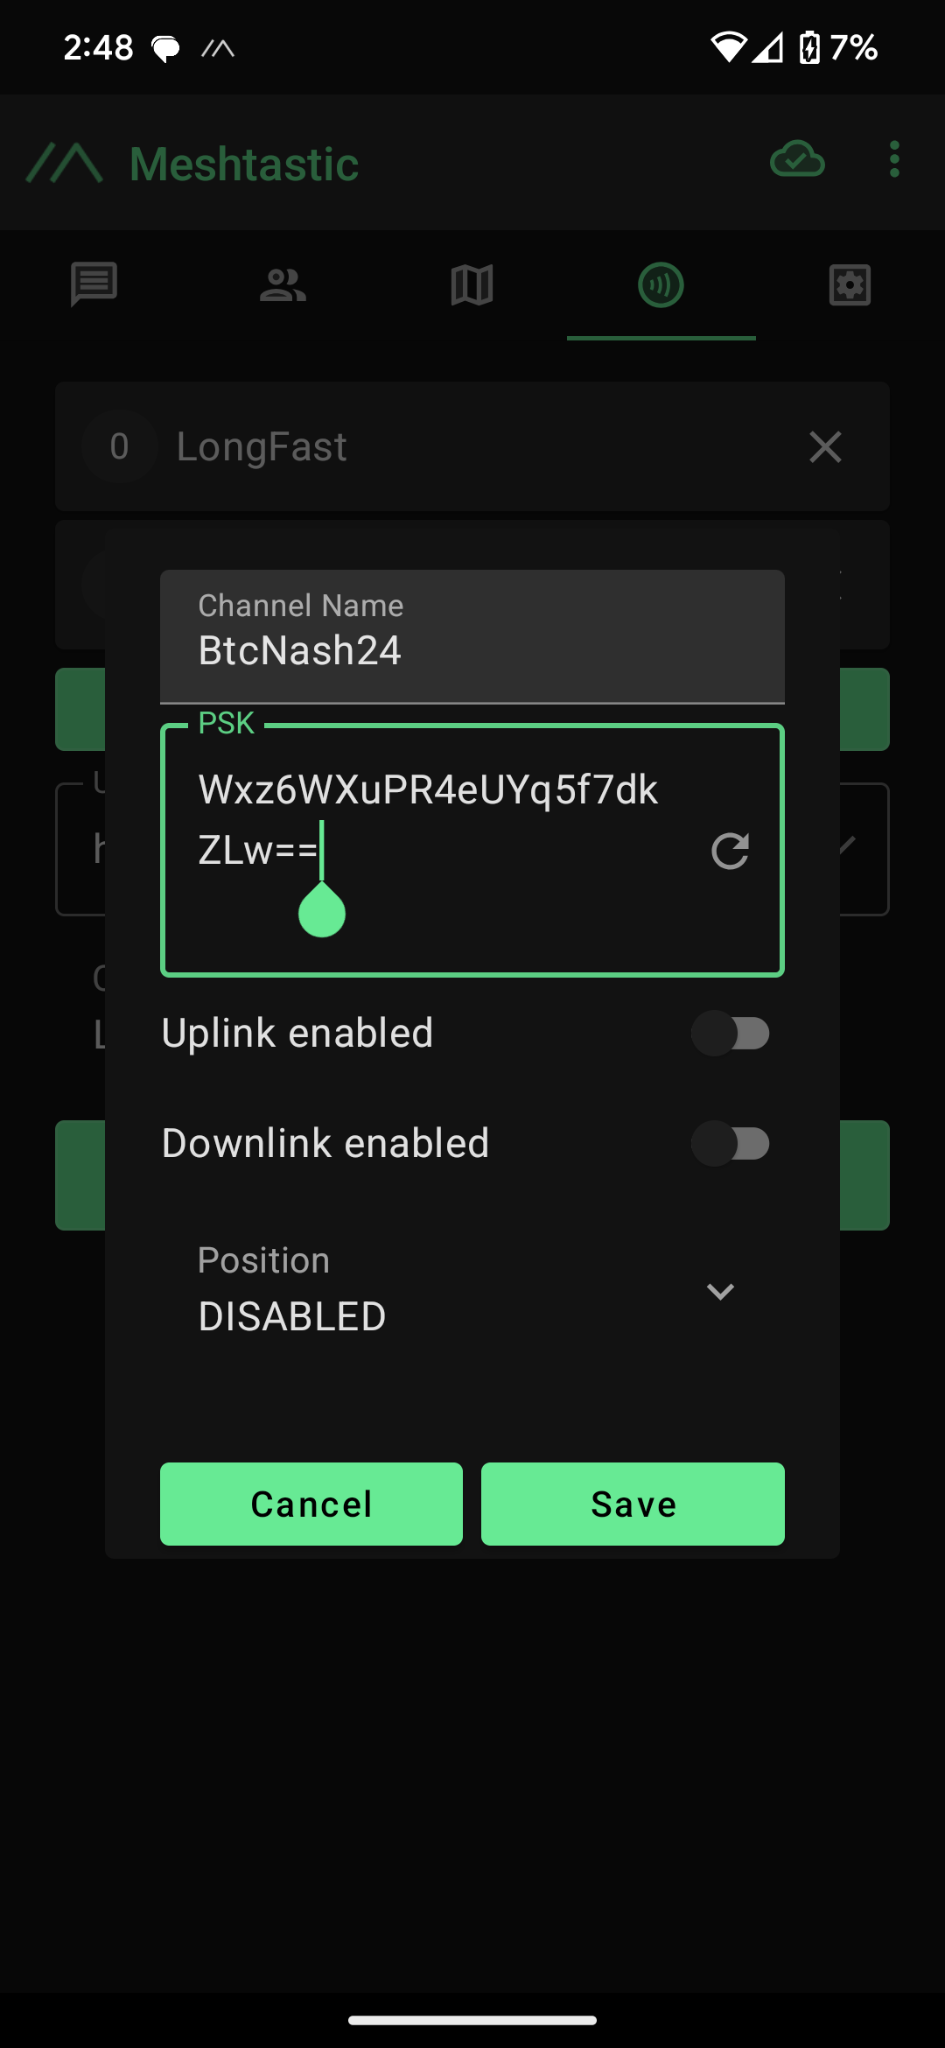 2:48
7%
Meshtastic
0 LongFast
Channel Name
BtcNash24
PSK
Wxz6WXuPR4eUYq5f7dk
ZLw==
Uplink enabled
Downlink enabled
Position
DISABLED
Cancel
Save